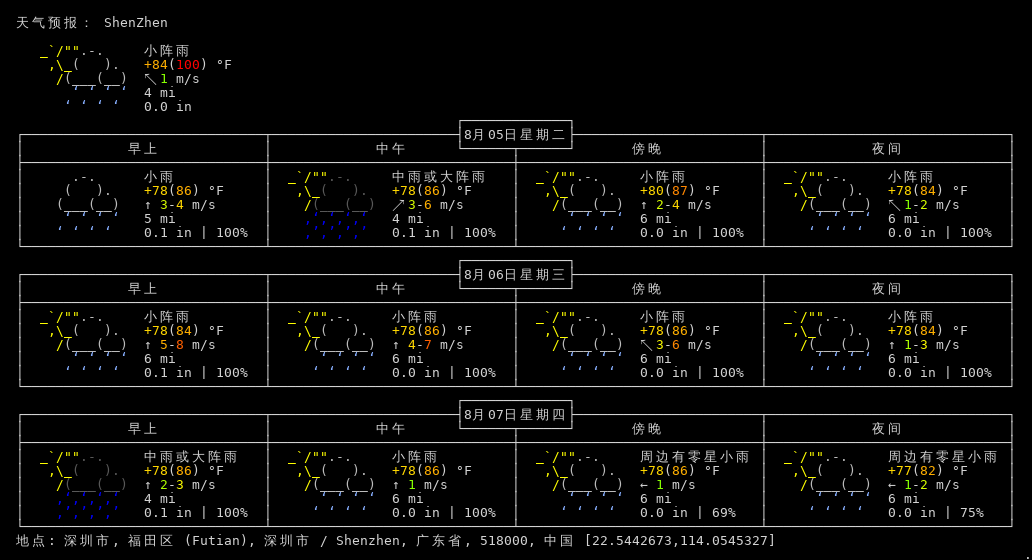 天气预报： ShenZhen
小阵雨
+84(100) °F
↖ 1 m/s
4 mi
0.0 in
8月05日星期二
早上 中午 傍晚 夜间
小雨 中雨或大阵雨 小阵雨 小阵雨
+78(86) °F +78(86) °F +80(87) °F +78(84) °F
↑ 3-4 m/s ↗ 3-6 m/s ↑ 2-4 m/s ↖ 1-2 m/s
5 mi 4 mi 6 mi 6 mi
0.1 in | 100% 0.1 in | 100% 0.0 in | 100% 0.0 in | 100%
8月06日星期三
早上 中午 傍晚 夜间
小阵雨 小阵雨 小阵雨 小阵雨
+78(84) °F +78(86) °F +78(86) °F +78(84) °F
↑ 5-8 m/s ↑ 4-7 m/s ↖ 3-6 m/s ↑ 1-3 m/s
6 mi 6 mi 6 mi 6 mi
0.1 in | 100% 0.0 in | 100% 0.0 in | 100% 0.1 in | 100%
8月07日星期四
早上 中午 傍晚 夜间
中雨或大阵雨 小阵雨 周边有零星小雨 周边有零星小雨
+78(86) °F +78(86) °F +78(86) °F +77(82) °F
↑ 2-3 m/s ↑ 1 m/s ← 1 m/s ← 1-2 m/s
4 mi 6 mi 6 mi 6 mi
0.1 in | 100% 0.0 in | 100% 0.0 in | 69% 0.0 in | 75%
地点: 深圳市, 福田区 (Futian), 深圳市 / Shenzhen, 广东省, 518000, 中国 [22.5442673,114.0545327]